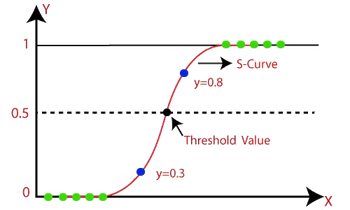 Y
1
S-Curve
y=0.8
0.5
Threshold Value
y=0.3
0
X